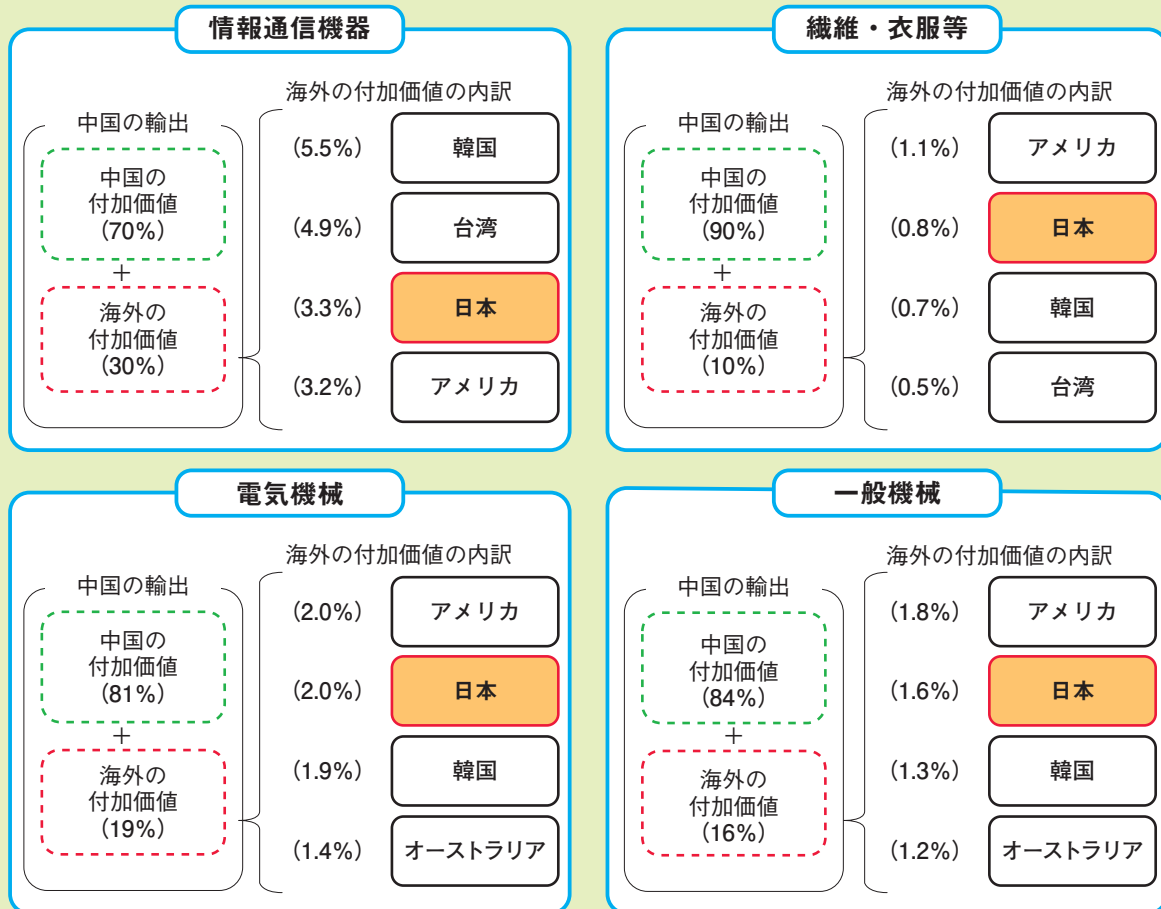 情報通信機器
海外の付加価値の内訳
中国の輸出
中国の
付加価値
(70%)
+
海外の
付加価値
(30%)
(5.5%) 韓国
(4.9%) 台湾
(3.3%) 日本
(3.2%) アメリカ
繊維・衣服等
海外の付加価値の内訳
中国の輸出
中国の
付加価値
(90%)
+
海外の
付加価値
(10%)
(1.1%) アメリカ
(0.8%) 日本
(0.7%) 韓国
(0.5%) 台湾
電気機械
海外の付加価値の内訳
中国の輸出
中国の
付加価値
(81%)
+
海外の
付加価値
(19%)
(2.0%) アメリカ
(2.0%) 日本
(1.9%) 韓国
(1.4%) オーストラリア
一般機械
海外の付加価値の内訳
中国の輸出
中国の
付加価値
(84%)
+
海外の
付加価値
(16%)
(1.8%) アメリカ
(1.6%) 日本
(1.3%) 韓国
(1.2%) オーストラリア